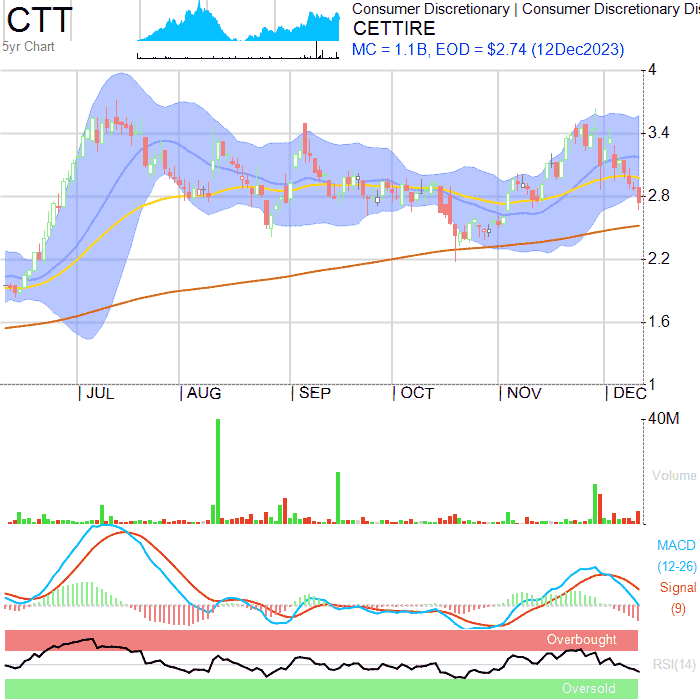 CTT
5yr Chart
Consumer Discretionary | Consumer Discretionary Dis
CETTIRE
MC = 1.1B, EOD = $2.74 (12Dec2023)
4
3.4
2.8
2.2
1.6
1
| JUL | AUG | SEP | OCT | NOV | DEC
40M
Volume
MACD
(12-26)
Signal
(9)
Overbought
RSI(14)
Oversold